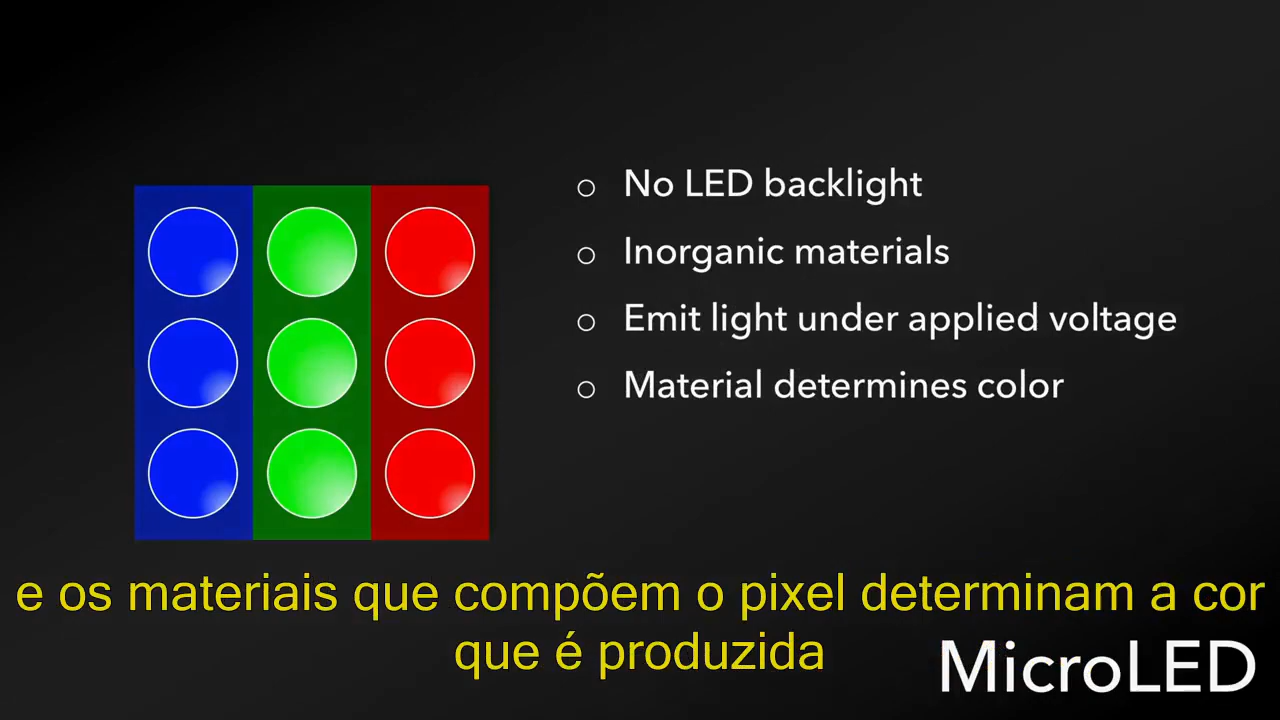 No LED backlight
Inorganic materials
Emit light under applied voltage
Material determines color
e os materiais que compõem o pixel determinam a cor
que é produzida
MicroLED